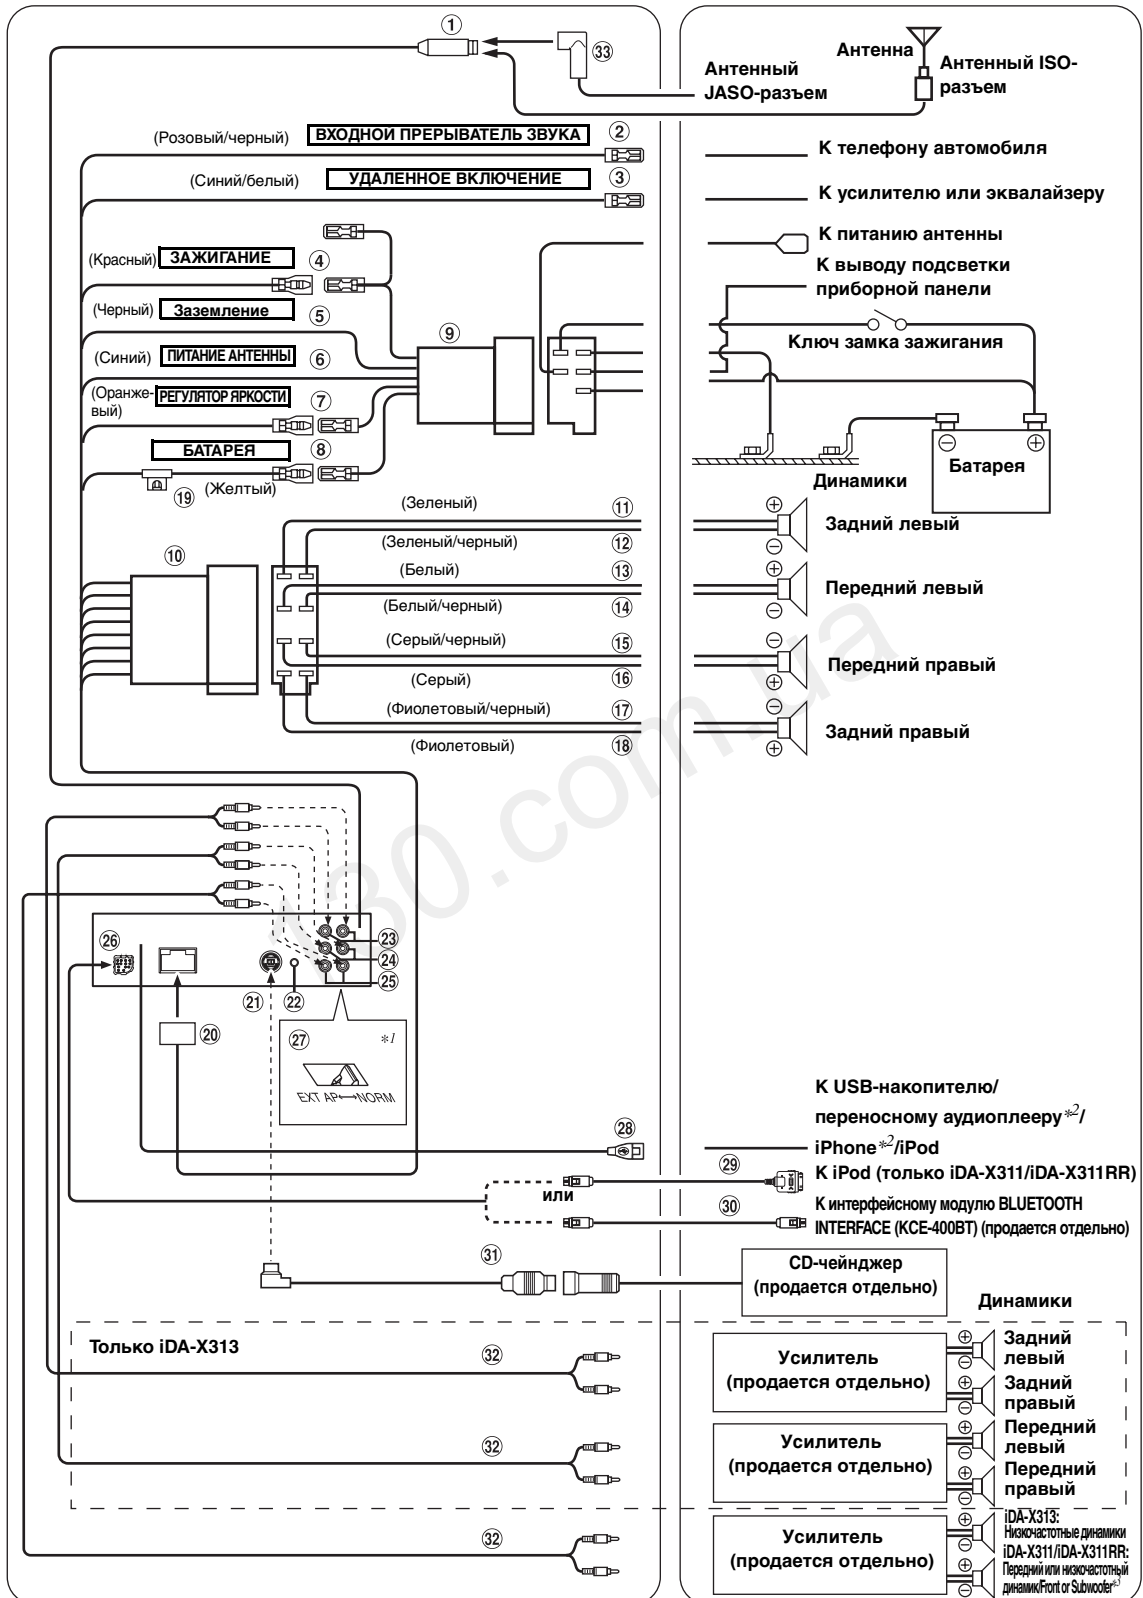 ①
㉝
Антенна
Антенный ISO-
разъем
Антенный
JASO-разъем
(Розовый/черный)
ВХОДНОЙ ПРЕРЫВАТЕЛЬ ЗВУКА
②
К телефону автомобиля
(Синий/белый)
УДАЛЕННОЕ ВКЛЮЧЕНИЕ
③
К усилителю или эквалайзеру
К питанию антенны
(Красный)
ЗАЖИГАНИЕ
④
К выводу подсветки
приборной панели
(Черный)
Заземление
⑤
⑨
Ключ замка зажигания
(Синий)
ПИТАНИЕ АНТЕННЫ
⑥
(Оранже-
вый)
РЕГУЛЯТОР ЯРКОСТИ
⑦
БАТАРЕЯ
⑧
Батарея
⑲
(Желтый)
Динамики
(Зеленый)
⑪
Задний левый
(Зеленый/черный)
⑫
⑩
(Белый)
⑬
Передний левый
(Белый/черный)
⑭
(Серый/черный)
⑮
Передний правый
(Серый)
⑯
(Фиолетовый/черный)
⑰
Задний правый
(Фиолетовый)
⑱
130.com.ua
㉖
㉓
㉔
㉕
㉑
㉒
⑳
㉗
*1
EXT AP↔NORM
К USB-накопителю/
переносному аудиоплееру*2/
iPhone*2/iPod
㉘
㉙
К iPod (только iDA-X311/iDA-X311RR)
или
㉚
К интерфейсному модулю BLUETOOTH
INTERFACE (KCE-400BT) (продается отдельно)
㉛
CD-чейнджер
(продается отдельно)
Динамики
Только iDA-X313
㉜
Усилитель
(продается отдельно)
Задний
левый
Задний
правый
㉜
Усилитель
(продается отдельно)
Передний
левый
Передний
правый
㉜
Усилитель
(продается отдельно)
iDA-X313:
Низкочастотные динамики
iDA-X311/iDA-X311RR:
Передний или низкочастотный
динамик/Front or Subwoofer*3